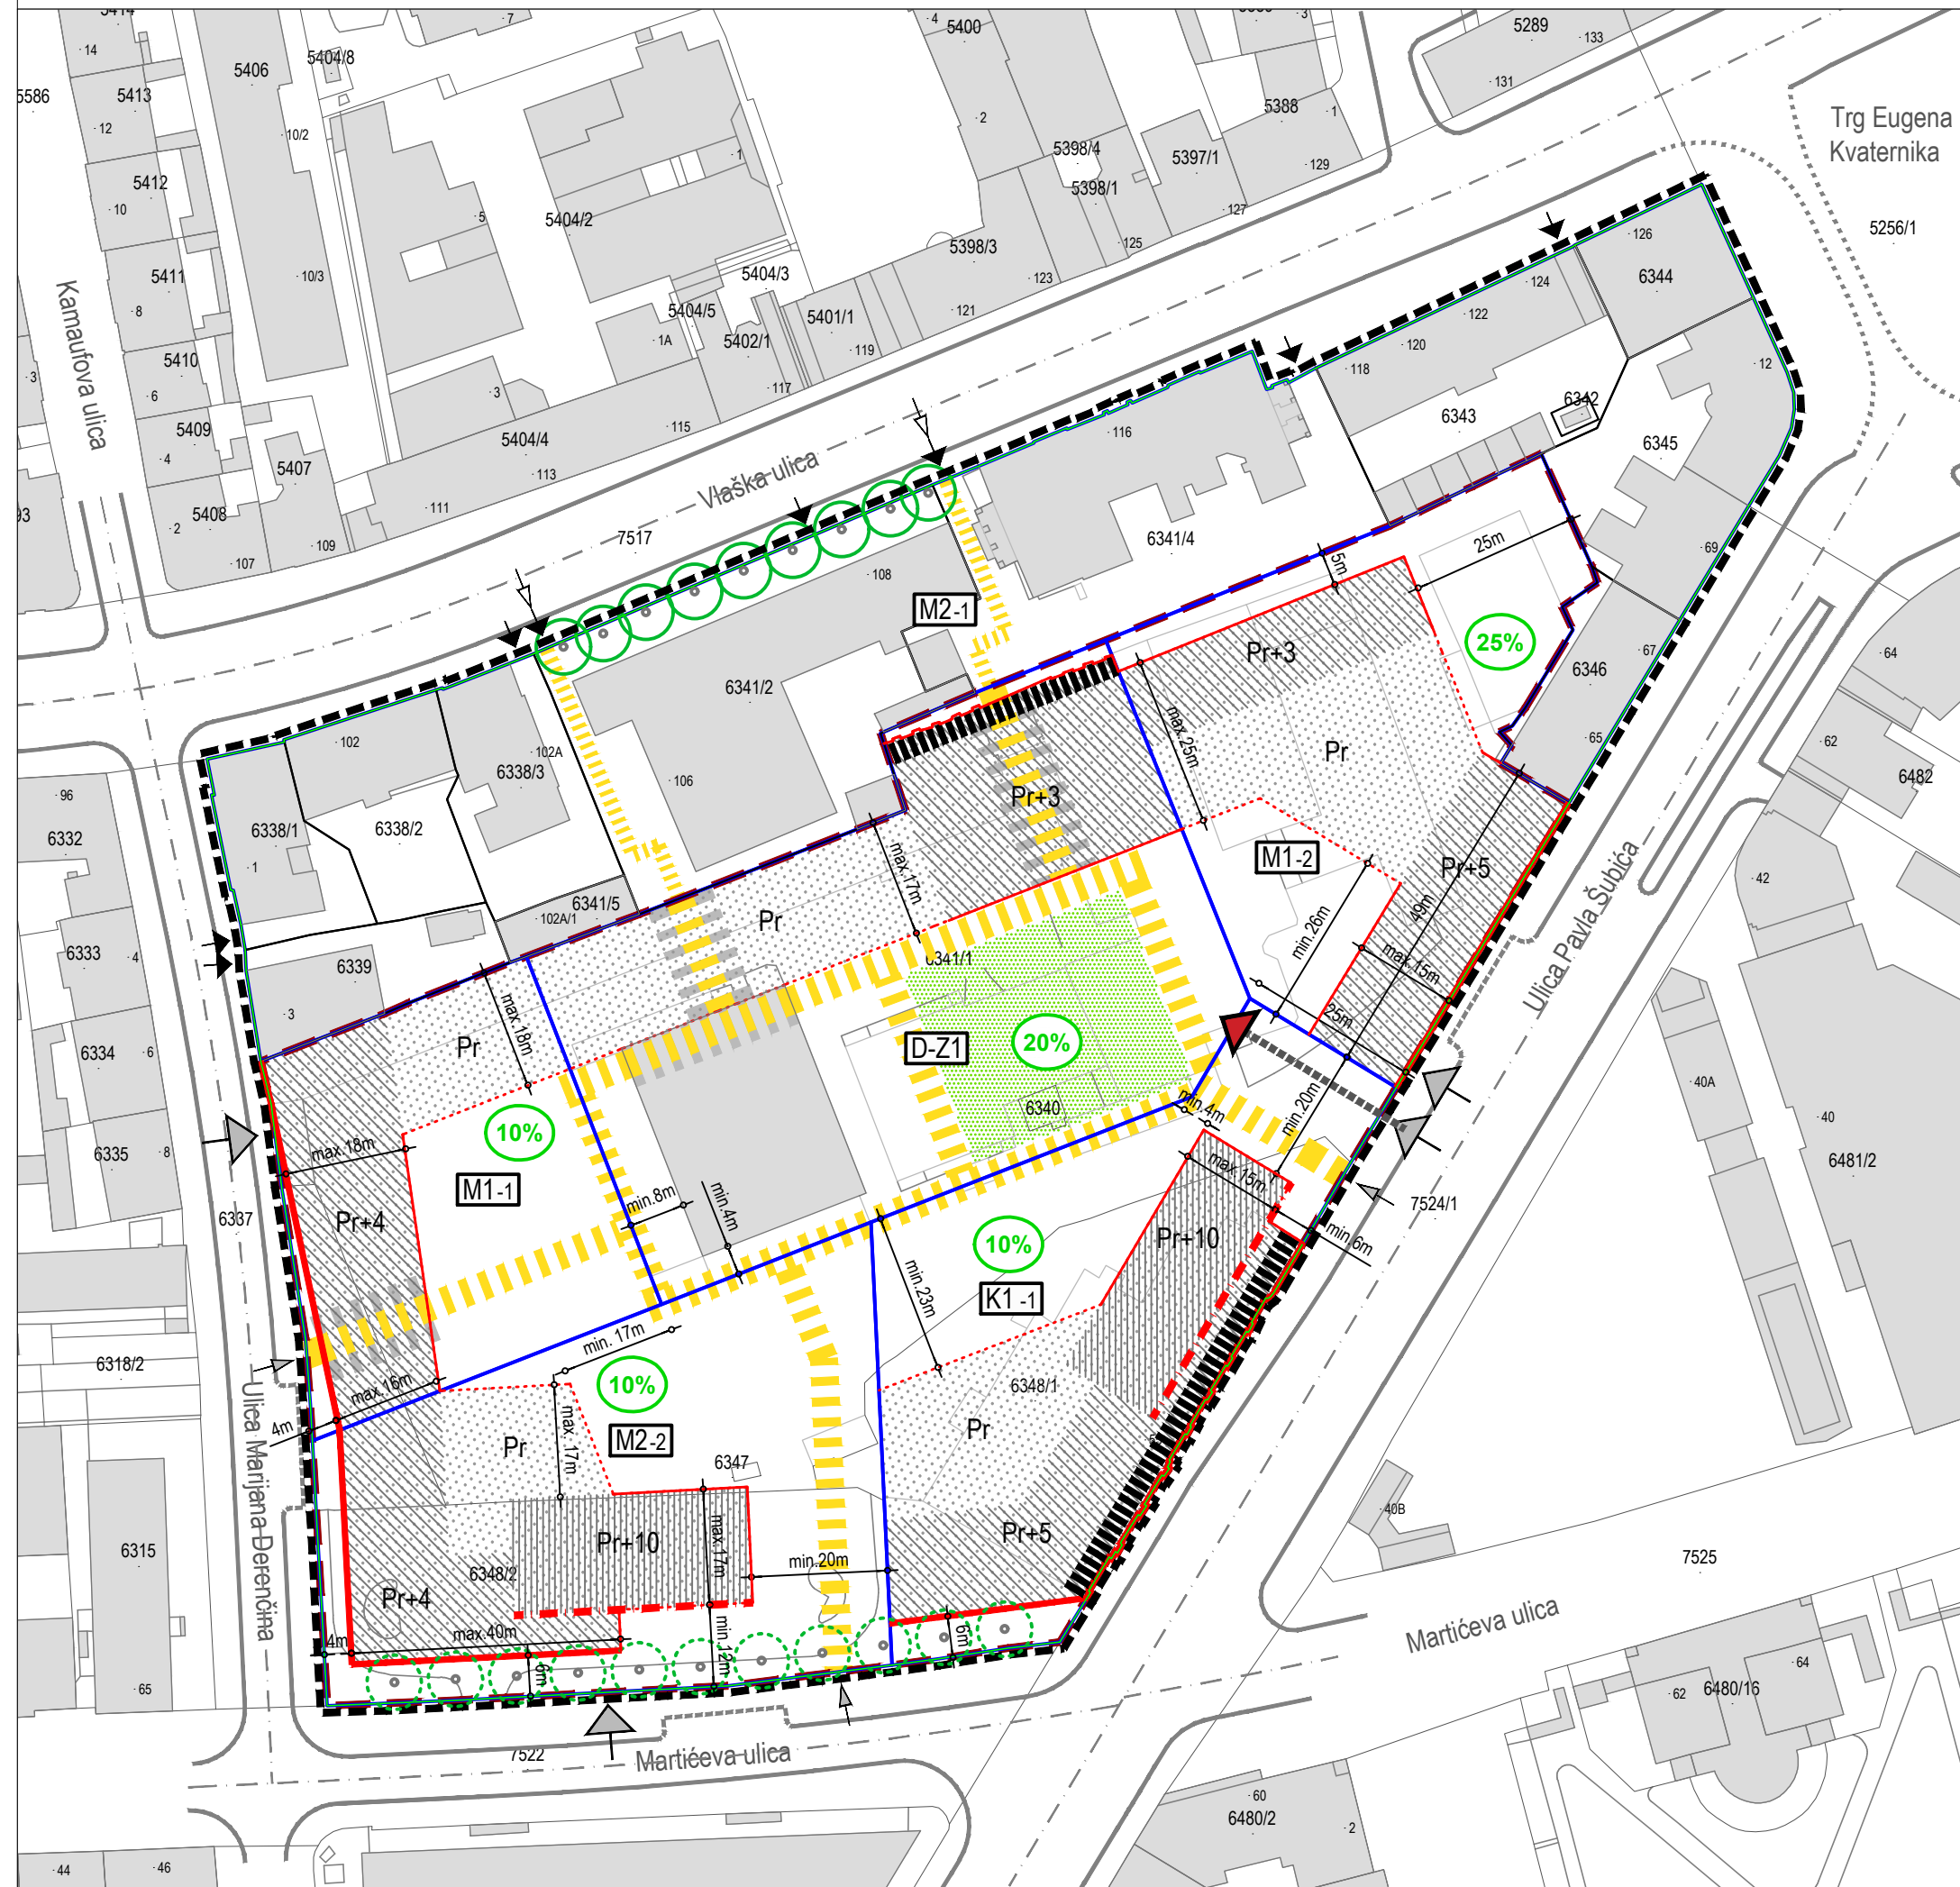 5414
· 14
5413
· 12
5412
· 10
5411
· 8
5410
· 6
5409
· 4
5408
· 2
· 107
5407
· 109
5586
· 3
Kamaufova ulica
5406
· 10/2
· 10/3
5404/8
· 7
· 1
· 5
5404/2
5404/3
5404/5
5402/1
5401/1
· 1A
· 3
· 117
· 119
· 121
· 123
· 125
· 127
· 129
5404/4
· 111
· 113
· 115
5400
· 4
· 2
5398/4
5398/1
5398/3
5397/1
5388
· 3
· 1
5289
· 133
· 131
Trg Eugena
Kvaternika
5256/1
Vlaška ulica
7517
· 126
6344
· 124
· 122
· 120
· 118
· 12
6343
6342
6345
· 116
6341/4
· 69
· 67
6346
· 65
· 108
M2-1
6341/2
· 106
· 102
· 102A
6338/3
6338/1
· 1
6338/2
6341/5
· 102A/1
6339
· 3
25m
5m
25%
Pr+3
Pr
max.25m
Pr+3
max.17m
Pr
M1-2
Pr+5
49m
min.26m
max.15m
25m
Ulica Pavla Šubića
6341/1
D-Z1
20%
6340
max.18m
Pr
10%
max.18m
M1-1
Pr+4
min.8m
min.4m
min.4m
min.20m
max.15m
min.6m
7524/1
Pr+10
10%
K1-1
min.23m
6348/1
Pr
Pr+5
min. 17m
max.16m
4m
10%
M2-2
Pr
max. 17m
6347
Pr+10
max.17m
min.20m
6348/2
Pr+4
max.40m
4m
6m
min. 12m
6m
Ulica Marijana Derenčina
· 96
6332
6333
· 4
6334
· 6
6335
· 8
6337
6318/2
6315
· 65
7522
Martićeva ulica
· 44
· 46
· 64
· 62
6482
· 42
· 40A
· 40
6481/2
· 40B
7525
Martićeva ulica
· 64
· 62
6480/16
· 60
6480/2
· 2